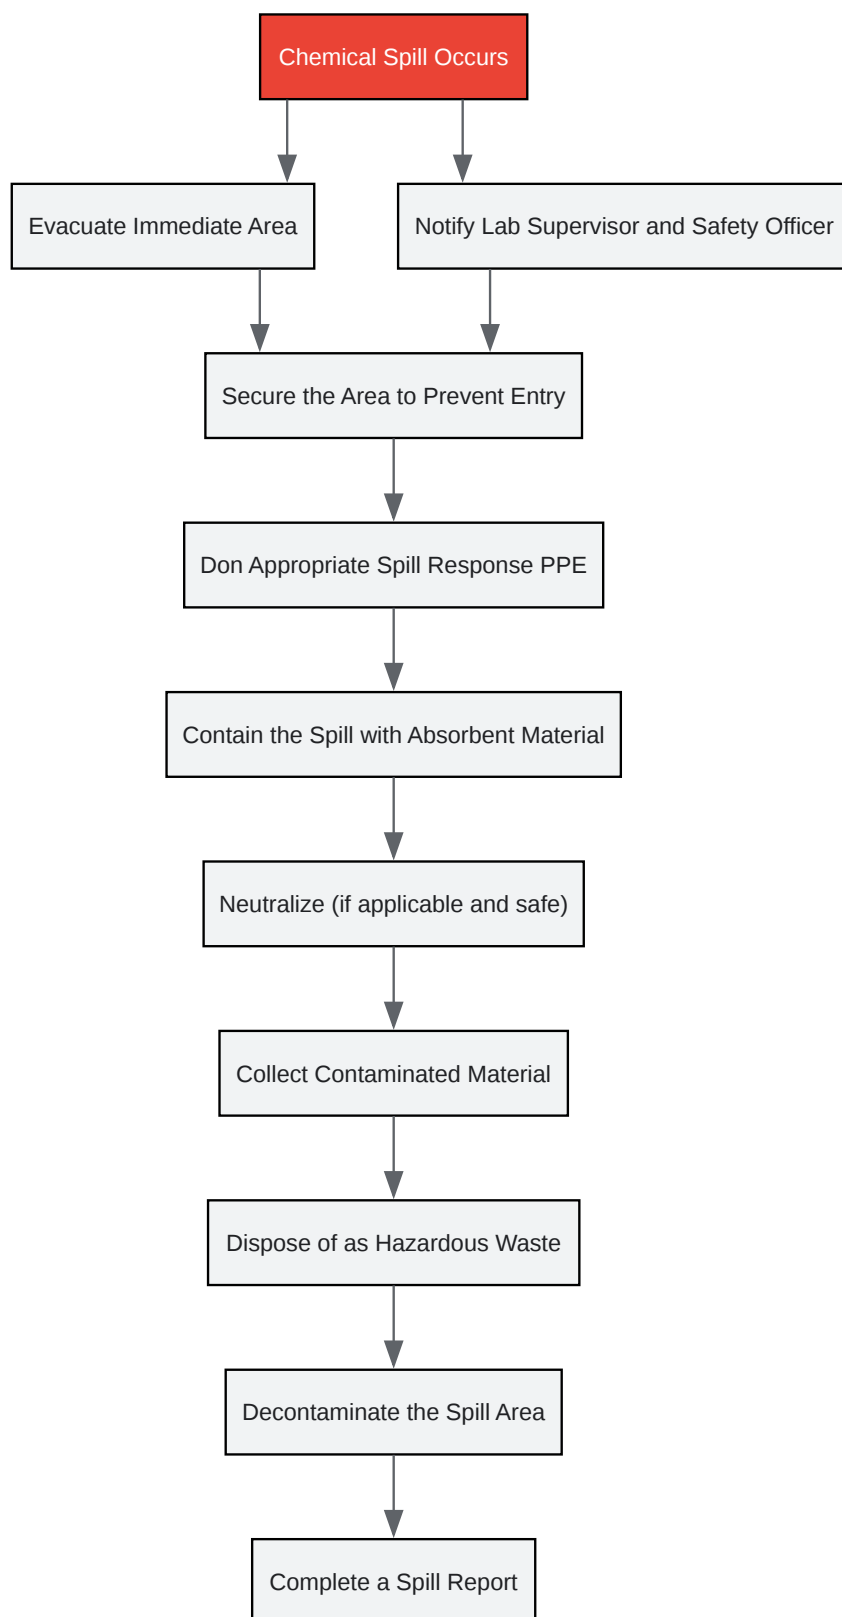 Chemical Spill Occurs
Evacuate Immediate Area
Notify Lab Supervisor and Safety Officer
Secure the Area to Prevent Entry
Don Appropriate Spill Response PPE
Contain the Spill with Absorbent Material
Neutralize (if applicable and safe)
Collect Contaminated Material
Dispose of as Hazardous Waste
Decontaminate the Spill Area
Complete a Spill Report